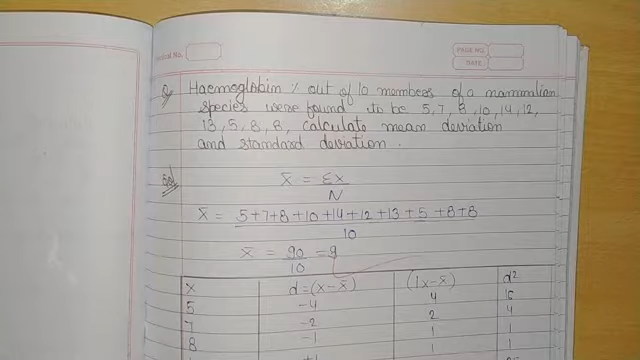 PAGE NO.
DATE
Q Haemoglobin % out of 10 members of a mammalian
species were found to be 5, 7, 8, 10, 14, 12,
13, 5, 8, 8, calculate mean deviation
and standard deviation.
Sol
x̄ = Σx
N
x̄ = 5+7+8+10+14+12+13+5+8+8
10
x̄ = 90 = 9
10
x d=(x-x̄) (|x-x̄) d²
5 -4 4 16
7 -2 2 4
8 -1 1 1
+1 1